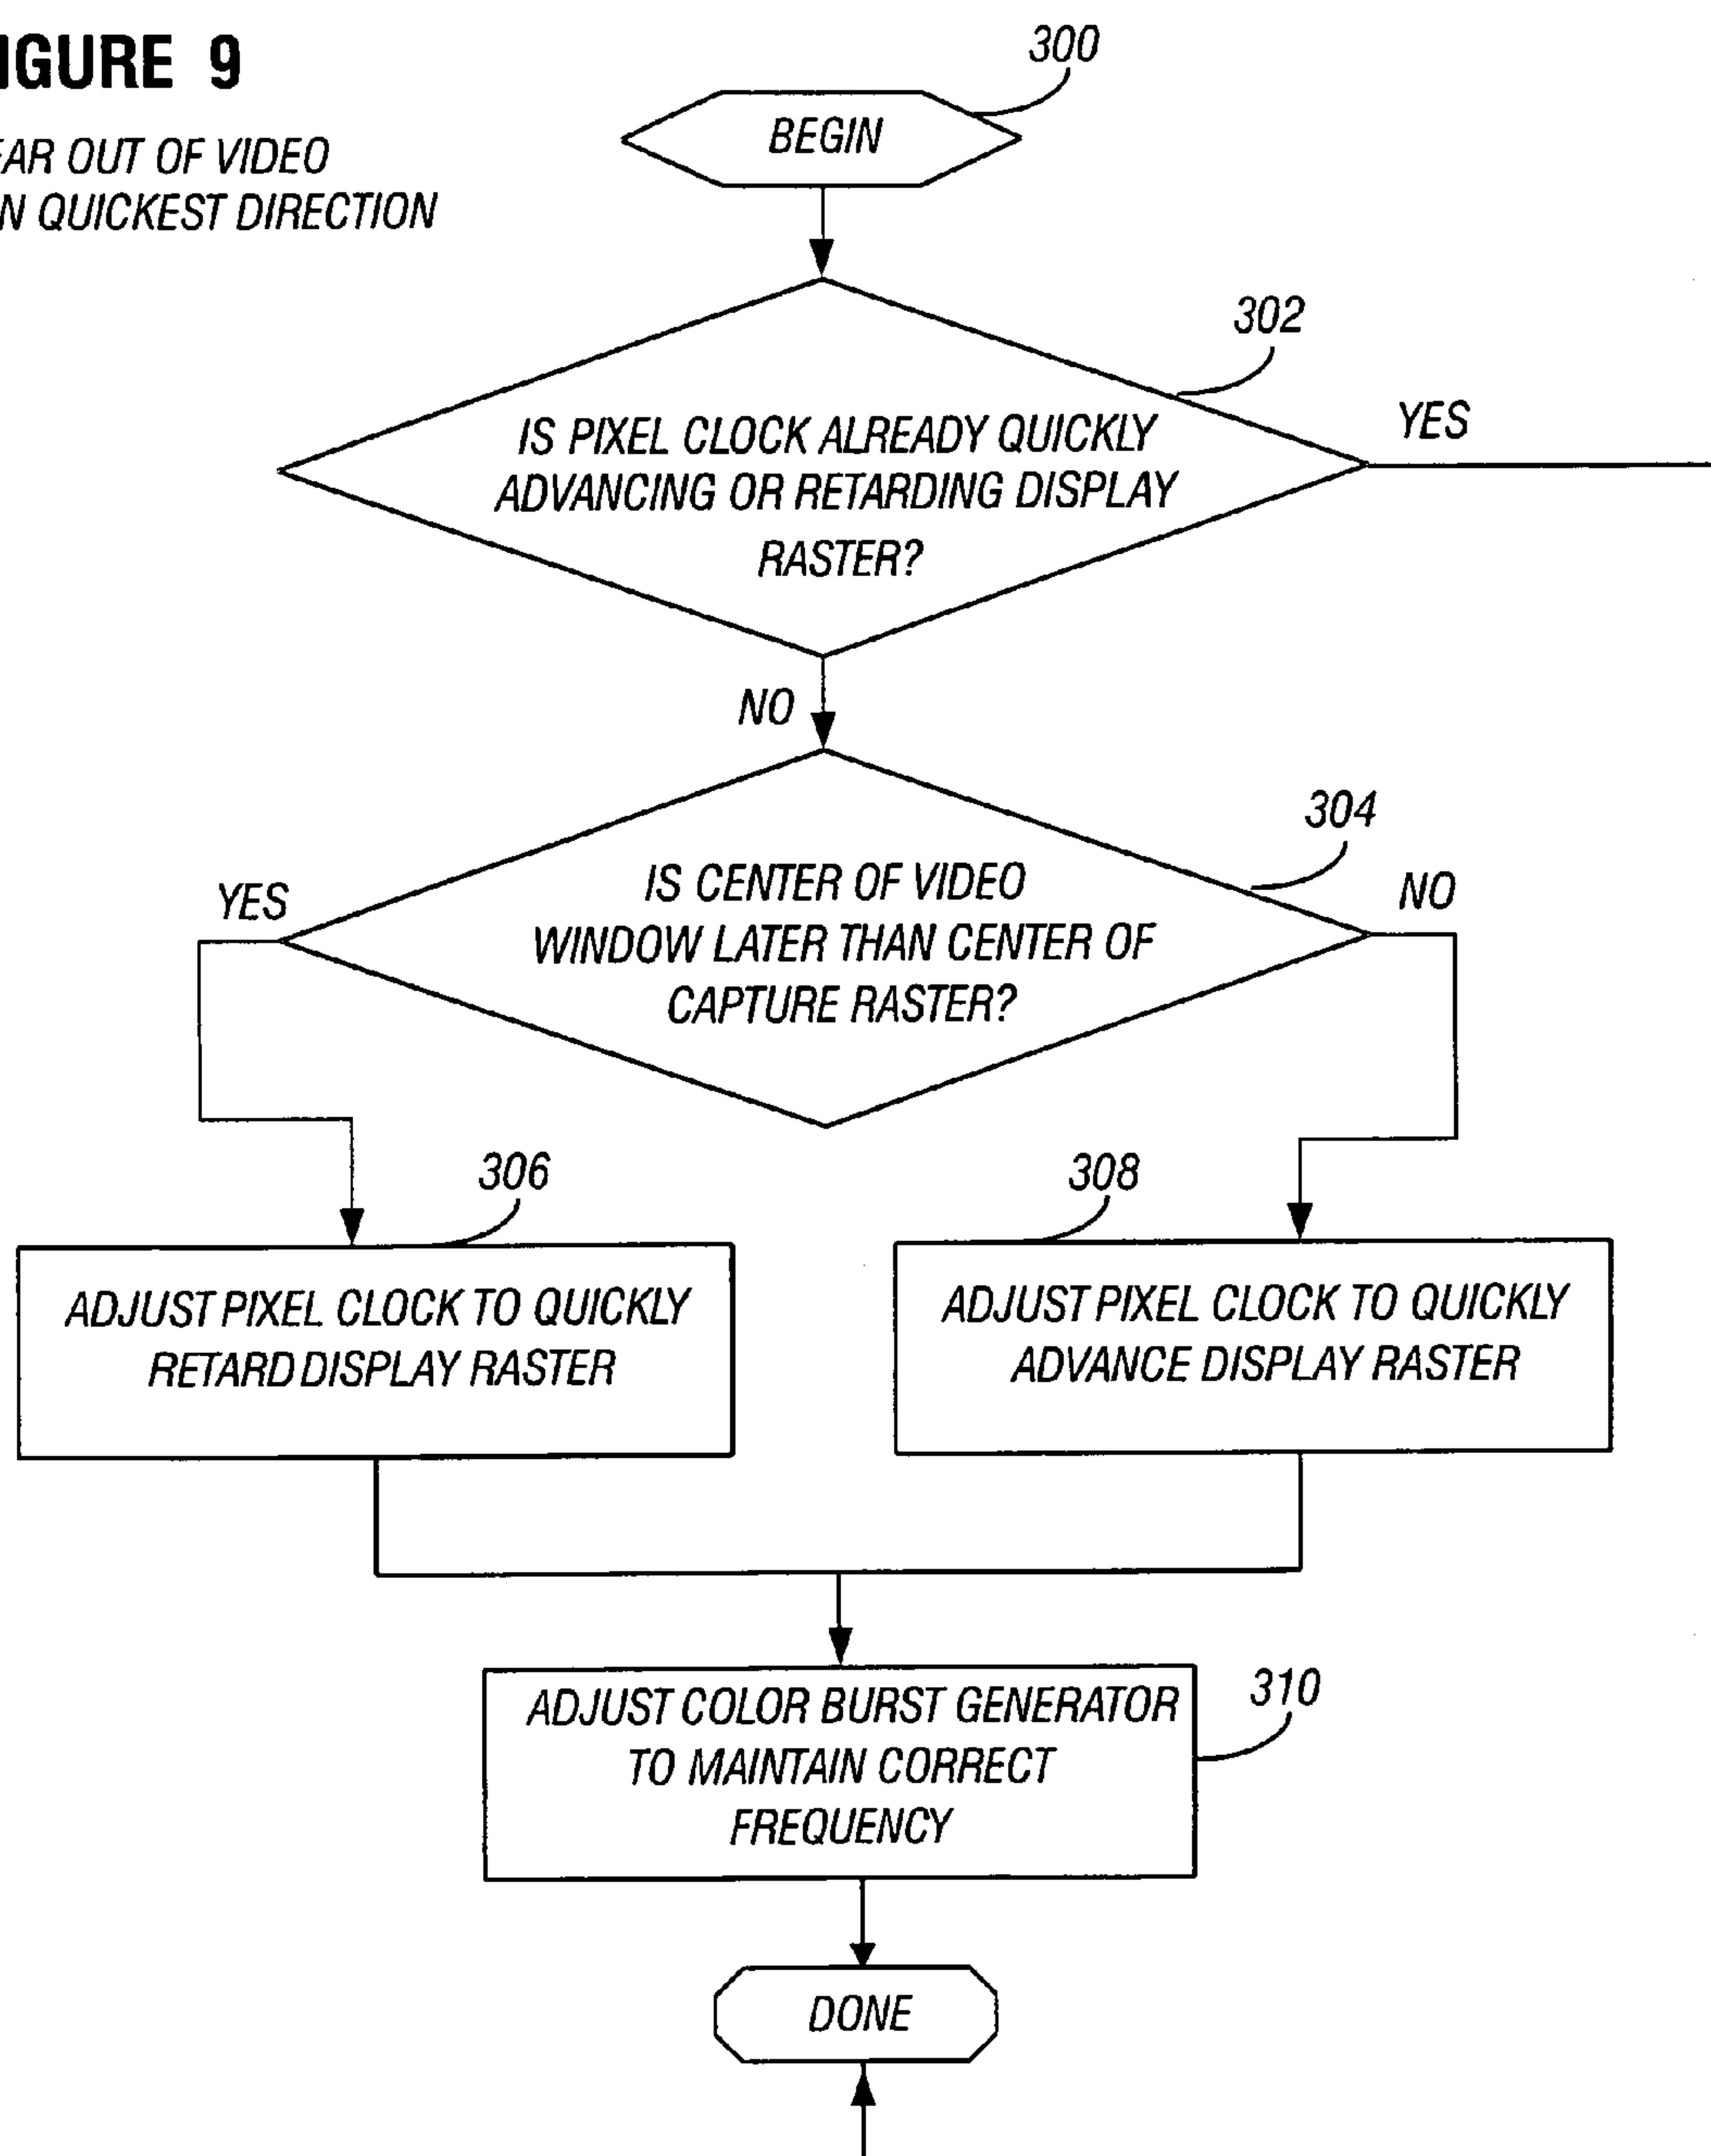 IGURE 9
EAR OUT OF VIDEO
N QUICKEST DIRECTION
300
BEGIN
302
IS PIXEL CLOCK ALREADY QUICKLY
ADVANCING OR RETARDING DISPLAY
RASTER?
YES
NO
304
IS CENTER OF VIDEO
WINDOW LATER THAN CENTER OF
CAPTURE RASTER?
YES
NO
306
308
ADJUST PIXEL CLOCK TO QUICKLY
RETARD DISPLAY RASTER
ADJUST PIXEL CLOCK TO QUICKLY
ADVANCE DISPLAY RASTER
310
ADJUST COLOR BURST GENERATOR
TO MAINTAIN CORRECT
FREQUENCY
DONE